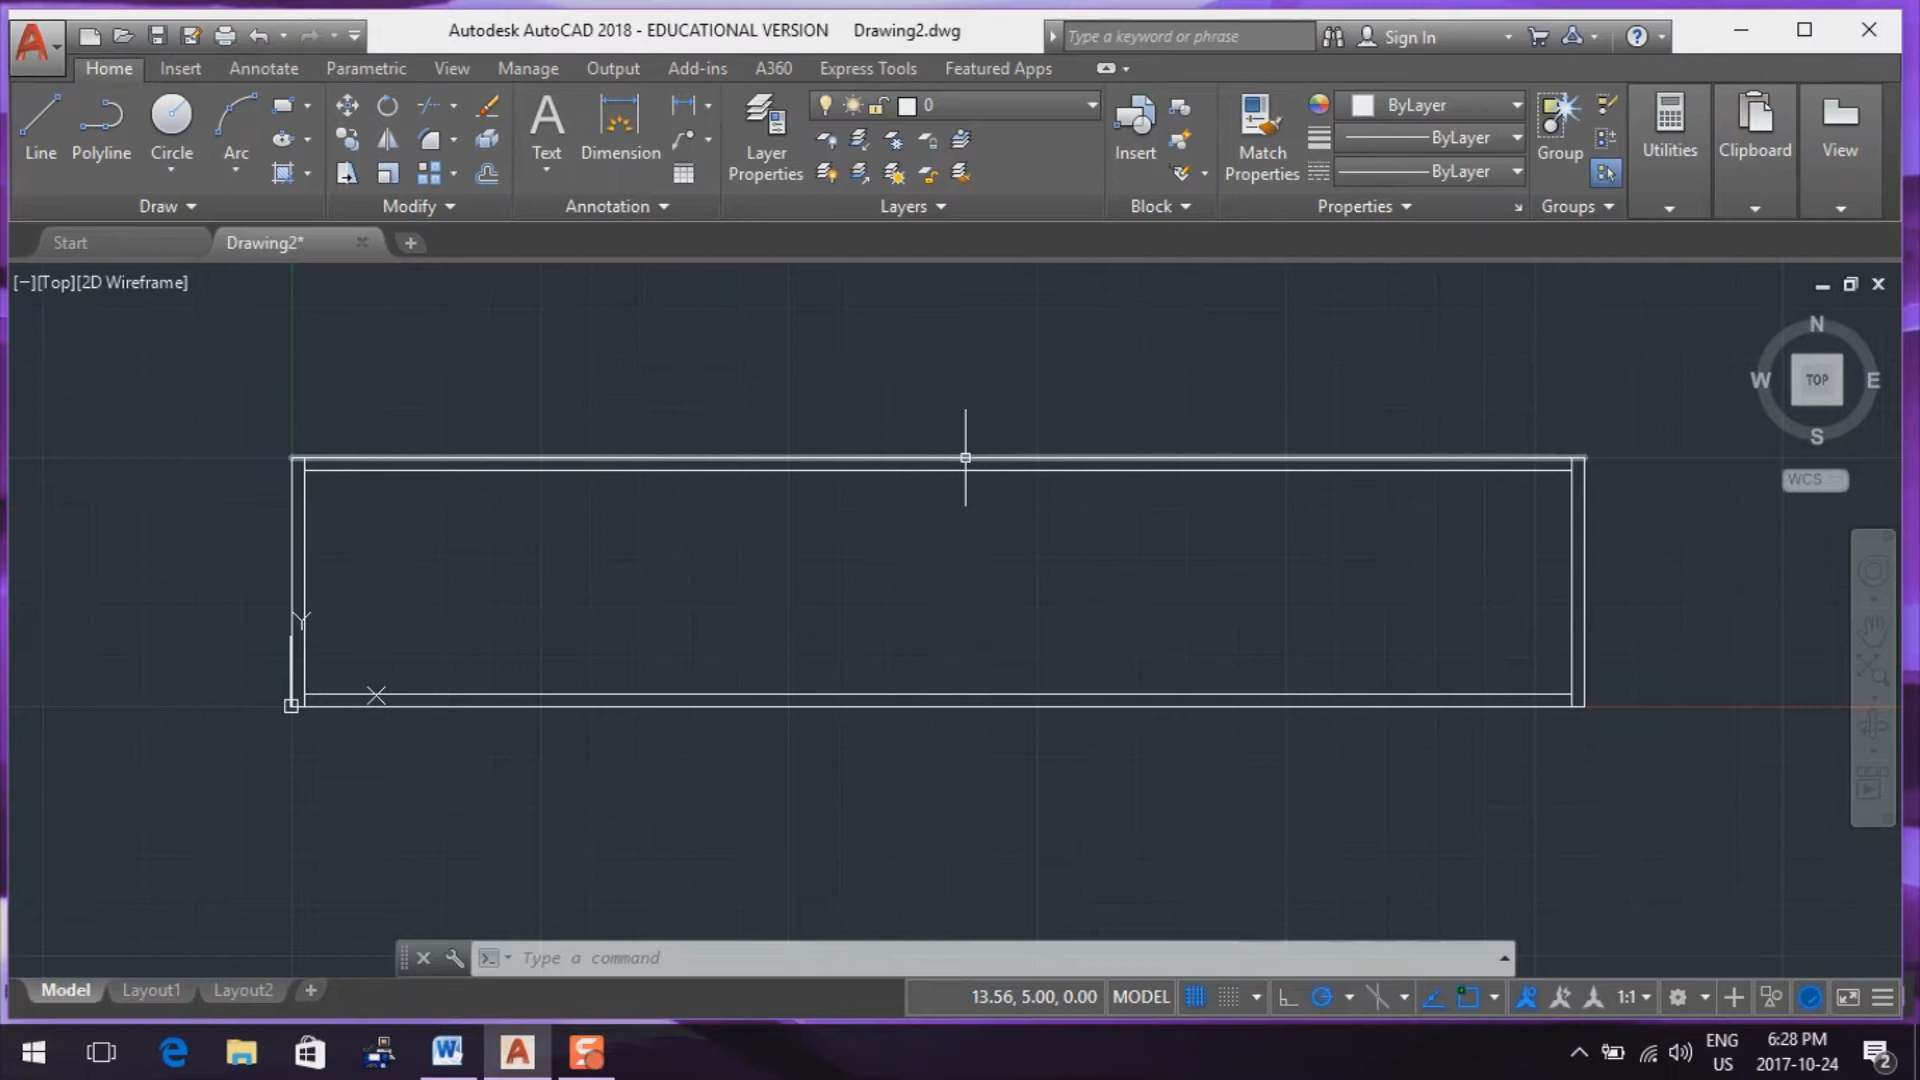 Autodesk AutoCAD 2018 - EDUCATIONAL VERSION Drawing2.dwg
Type a keyword or phrase
Sign In
Home Insert Annotate Parametric View Manage Output Add-ins A360 Express Tools Featured Apps
Line Polyline Circle Arc
Text Dimension
Layer
Properties
0
Insert
Match
Properties
ByLayer
ByLayer
ByLayer
Group
Utilities
Clipboard
View
Draw Modify Annotation Layers Block Properties Groups
Start Drawing2*
[−][Top][2D Wireframe]
N
W TOP E
S
WCS
Y
X
Type a command
Model Layout1 Layout2
13.56, 5.00, 0.00 MODEL 1:1
ENG 6:28 PM
US 2017-10-24
2